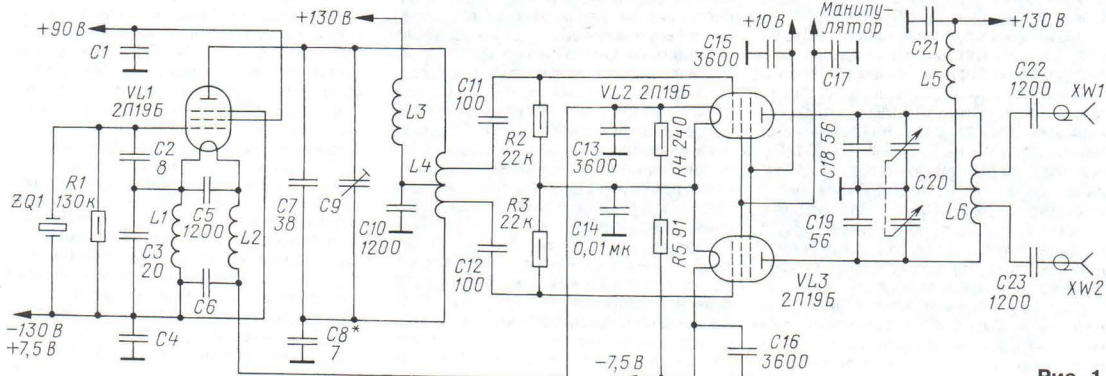 +90 В
C1
VL1
2П19Б
C2
8
R1
130 к
ZQ1
C3
20
L1
C5
1200
L2
C6
C4
–130 В
+7,5 В
+130 В
C7
38
C9
C8*
7
L3
L4
C10
1200
C11
100
C12
100
R2
22 к
R3
22 к
VL2 2П19Б
C13
3600
C14
0,01 мк
R4 240
R5 91
–7,5 В
+10 В
C15
3600
Манипу-
лятор
C17
VL3
2П19Б
C16
3600
C18 56
C19
56
C20
C21
+130 В
L5
L6
C22
1200
XW1
C23
1200
XW2
Рис. 1